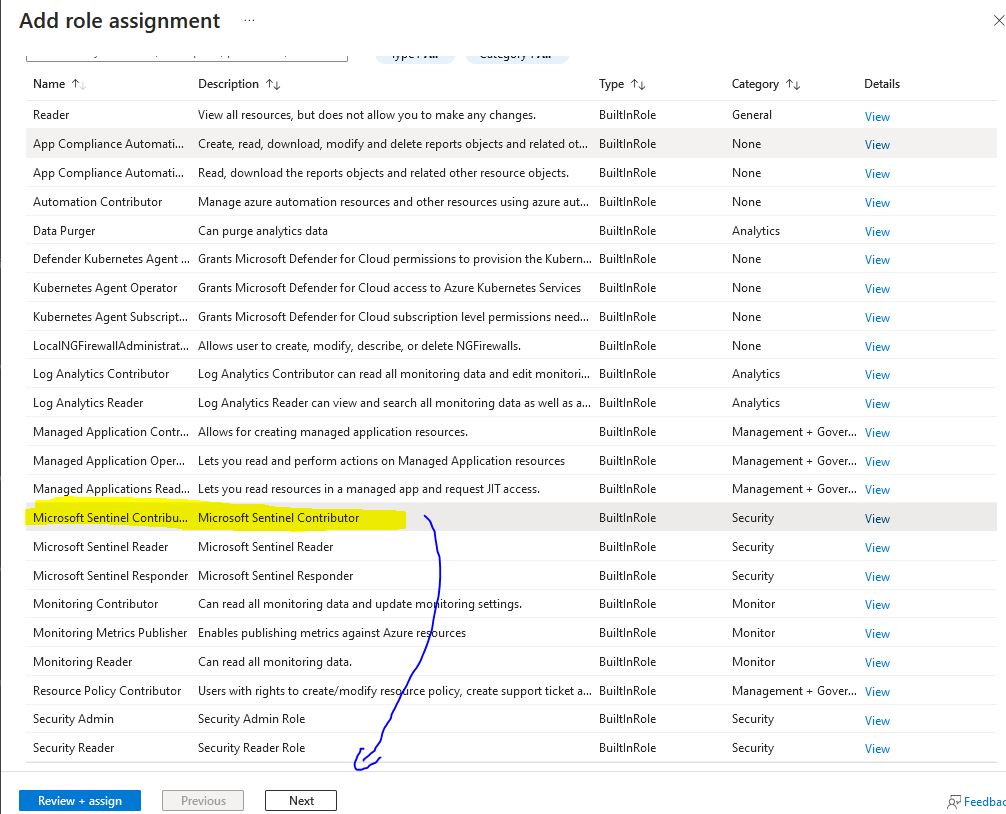 Add role assignment ...
Name Description Type Category Details
Reader View all resources, but does not allow you to make any changes. BuiltInRole General View
App Compliance Automati... Create, read, download, modify and delete reports objects and related ot... BuiltInRole None View
App Compliance Automati... Read, download the reports objects and related other resource objects. BuiltInRole None View
Automation Contributor Manage azure automation resources and other resources using azure aut... BuiltInRole None View
Data Purger Can purge analytics data BuiltInRole Analytics View
Defender Kubernetes Agent ... Grants Microsoft Defender for Cloud permissions to provision the Kubern... BuiltInRole None View
Kubernetes Agent Operator Grants Microsoft Defender for Cloud access to Azure Kubernetes Services BuiltInRole None View
Kubernetes Agent Subscript... Grants Microsoft Defender for Cloud subscription level permissions need... BuiltInRole None View
LocalNGFirewallAdministrat... Allows user to create, modify, describe, or delete NGFirewalls. BuiltInRole None View
Log Analytics Contributor Log Analytics Contributor can read all monitoring data and edit monitori... BuiltInRole Analytics View
Log Analytics Reader Log Analytics Reader can view and search all monitoring data as well as a... BuiltInRole Analytics View
Managed Application Contr... Allows for creating managed application resources. BuiltInRole Management + Gover... View
Managed Application Oper... Lets you read and perform actions on Managed Application resources BuiltInRole Management + Gover... View
Managed Applications Read... Lets you read resources in a managed app and request JIT access. BuiltInRole Management + Gover... View
Microsoft Sentinel Contribu... Microsoft Sentinel Contributor BuiltInRole Security View
Microsoft Sentinel Reader Microsoft Sentinel Reader BuiltInRole Security View
Microsoft Sentinel Responder Microsoft Sentinel Responder BuiltInRole Security View
Monitoring Contributor Can read all monitoring data and update monitoring settings. BuiltInRole Monitor View
Monitoring Metrics Publisher Enables publishing metrics against Azure resources BuiltInRole Monitor View
Monitoring Reader Can read all monitoring data. BuiltInRole Monitor View
Resource Policy Contributor Users with rights to create/modify resource policy, create support ticket a... BuiltInRole Management + Gover... View
Security Admin Security Admin Role BuiltInRole Security View
Security Reader Security Reader Role BuiltInRole Security View
Review + assign Previous Next Feedbac